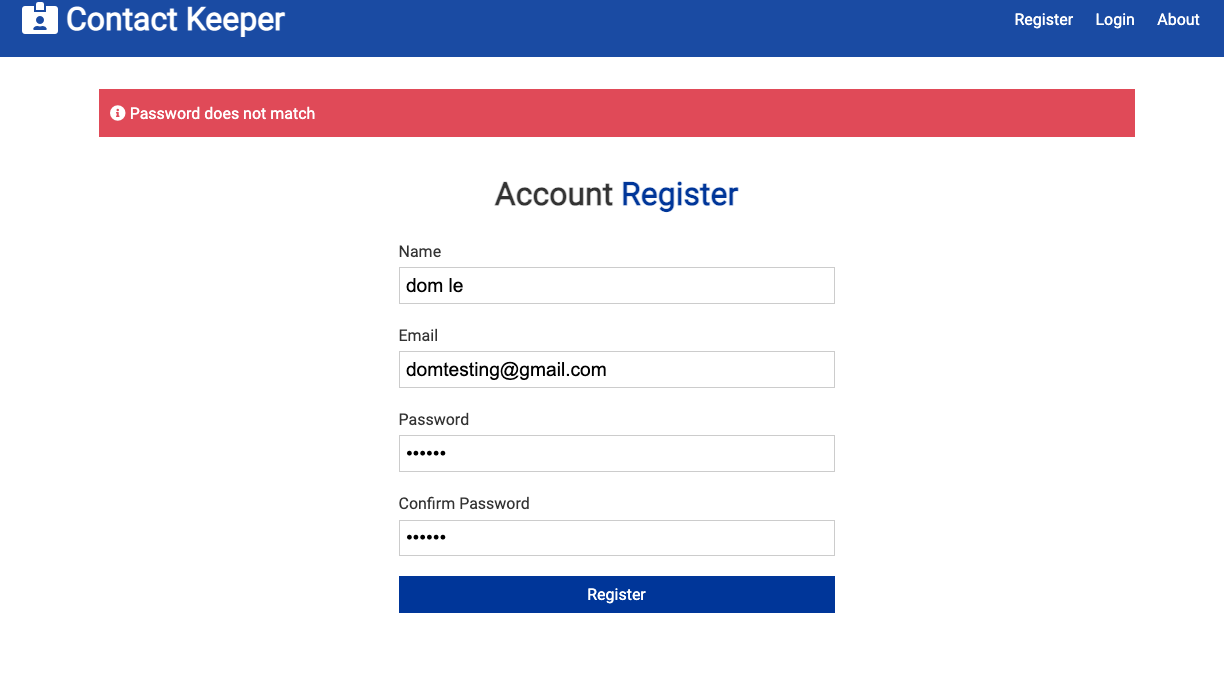 Contact Keeper
Register Login About
Password does not match
Account Register
Name
dom le
Email
domtesting@gmail.com
Password
••••••
Confirm Password
••••••
Register